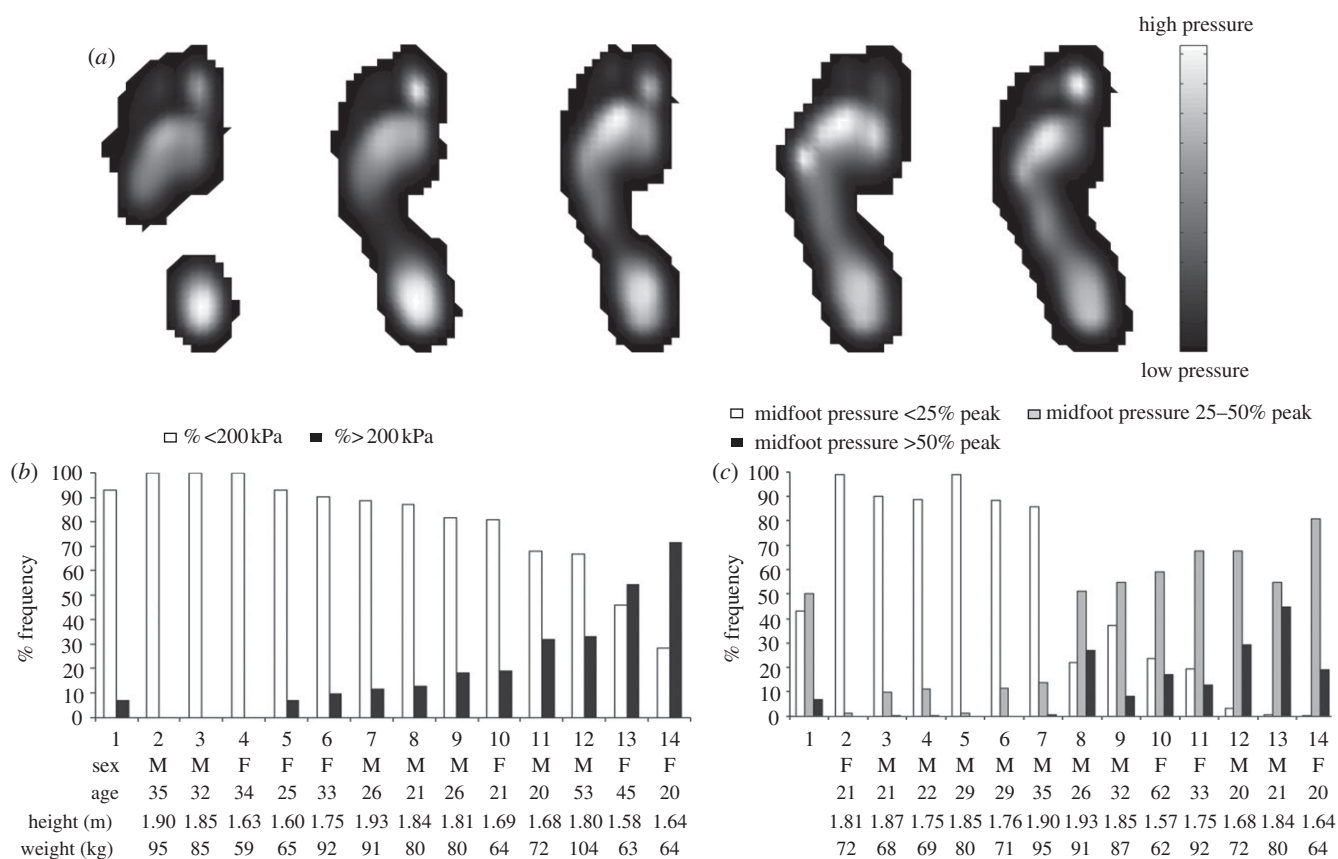 (a)
high pressure
low pressure
% <200 kPa %> 200 kPa
midfoot pressure <25% peak midfoot pressure 25–50% peak
midfoot pressure >50% peak
(b)
% frequency
100
90
80
70
60
50
40
30
20
10
0
1 2 3 4 5 6 7 8 9 10 11 12 13 14
sex M M F F F M M M F M M F F
age 35 32 34 25 33 26 21 26 21 20 53 45 20
height (m) 1.90 1.85 1.63 1.60 1.75 1.93 1.84 1.81 1.69 1.68 1.80 1.58 1.64
weight (kg) 95 85 59 65 92 91 80 80 64 72 104 63 64
(c)
% frequency
100
90
80
70
60
50
40
30
20
10
0
1 2 3 4 5 6 7 8 9 10 11 12 13 14
F M M M M M M M F F M M F
21 21 22 29 29 35 26 32 62 33 20 21 20
1.81 1.87 1.75 1.85 1.76 1.90 1.93 1.85 1.57 1.75 1.68 1.84 1.64
72 68 69 80 71 95 91 87 62 92 72 80 64